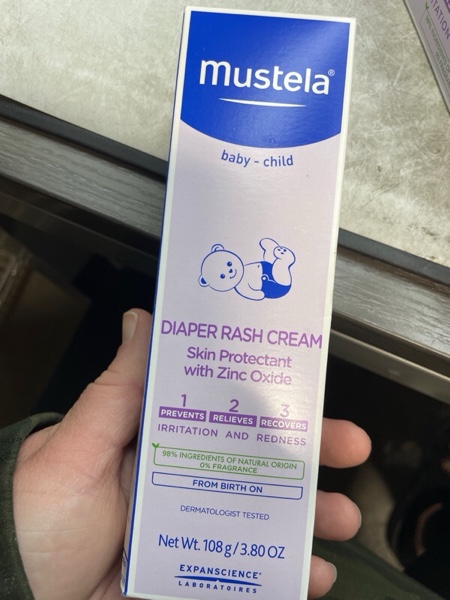 mustela®
baby - child
DIAPER RASH CREAM
Skin Protectant
with Zinc Oxide
1 2 3
PREVENTS RELIEVES RECOVERS
IRRITATION AND REDNESS
98% INGREDIENTS OF NATURAL ORIGIN
0% FRAGRANCE
FROM BIRTH ON
DERMATOLOGIST TESTED
Net Wt. 108 g / 3.80 OZ
EXPANSCIENCE®
LABORATOIRES